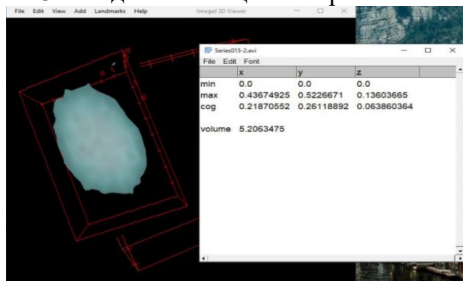 File Edit View Add Landmarks Help ImageJ 3D Viewer
Series015-2.avi
File Edit Font
x y z
min 0.0 0.0 0.0
max 0.43674925 0.5226671 0.13603665
cog 0.21870552 0.26118892 0.063860364
volume 5.2063475